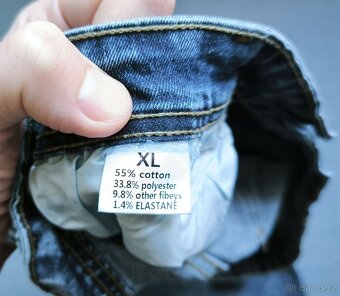 XL
55% cotton
33.8% polyester
9.8% other fibeys
1.4% ELASTANE